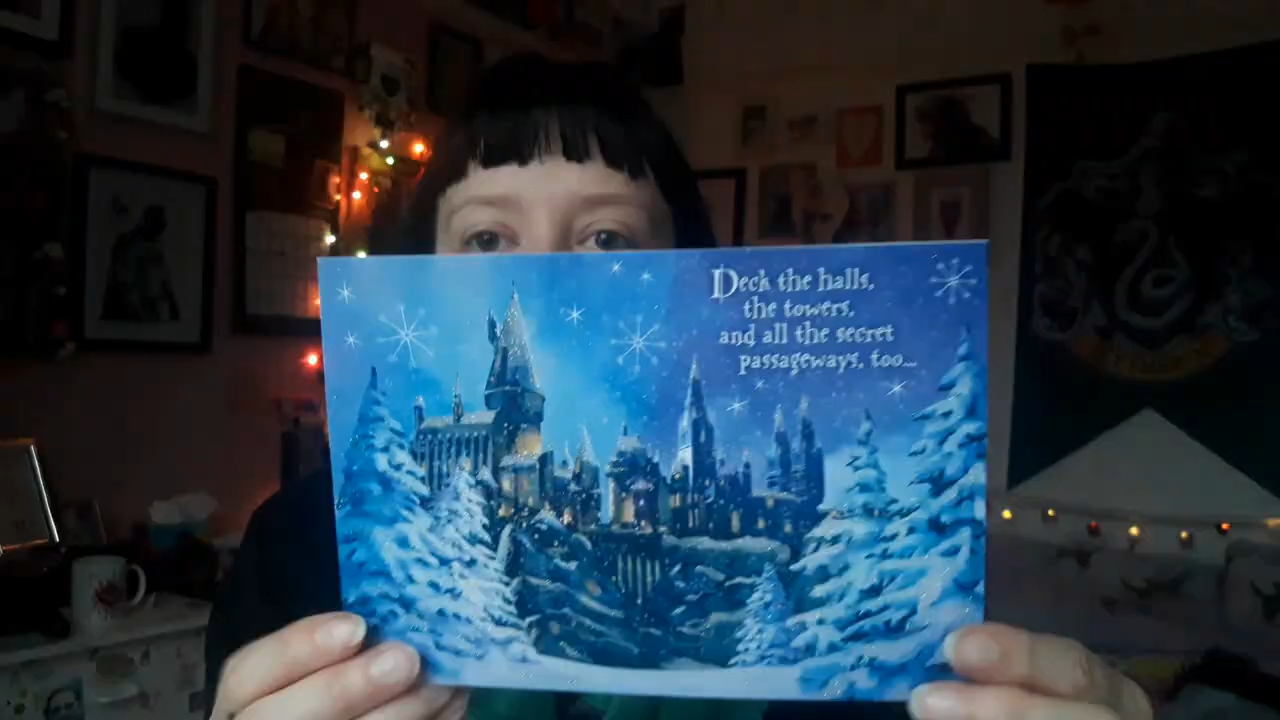 Deck the halls,
the towers,
and all the secret
passageways, too...